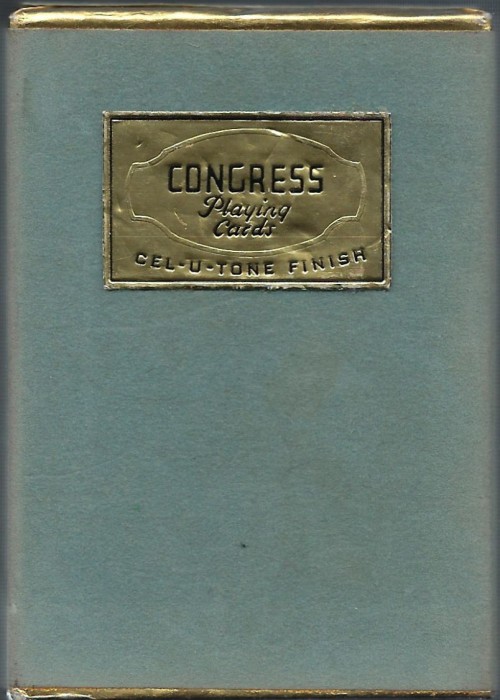 CONGRESS
Playing
Cards
CEL-U-TONE FINISH